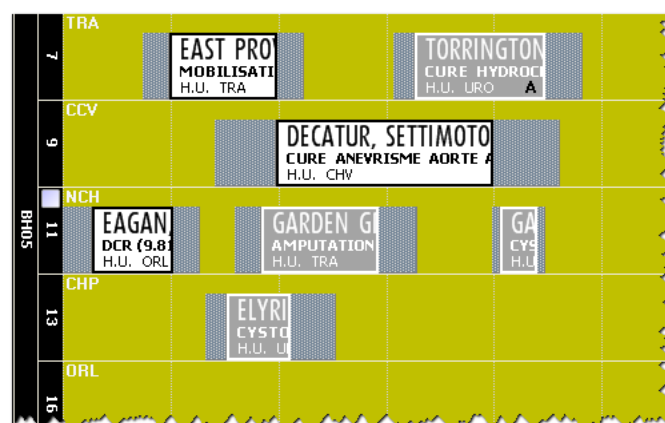 TRA
7
EAST PRO
MOBILISATI
H.U. TRA
TORRINGTON
CURE HYDROC
H.U. URO A
CCV
9
DECATUR, SETTIMOTO
CURE ANEVRISME AORTE A
H.U. CHV
BH05
NCH
11
EAGAN,
DCR (9.81
H.U. ORL
GARDEN G
AMPUTATION
H.U. TRA
GA
CYS
H.U
CHP
13
ELYRI
CYSTO
H.U. U
ORL
16